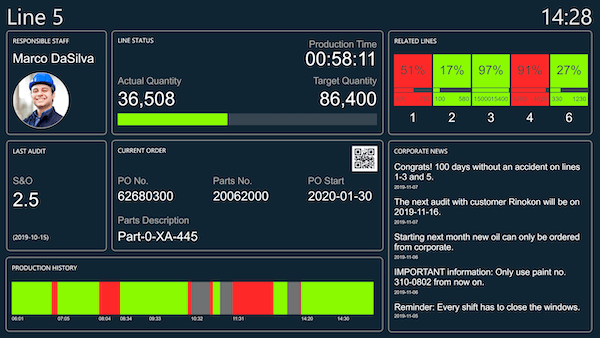 Line 5
14:28
RESPONSIBLE STAFF
Marco DaSilva
LINE STATUS
Production Time
00:58:11
Actual Quantity
Target Quantity
36,508
86,400
RELATED LINES
51%
17%
97%
91%
27%
100
580
1500015400
330
1230
1
2
3
4
6
LAST AUDIT
S&O
2.5
(2019-10-15)
CURRENT ORDER
PO No.
Parts No.
PO Start
62680300
20062000
2020-01-30
Parts Description
Part-0-XA-445
CORPORATE NEWS
Congrats! 100 days without an accident on lines
1-3 and 5.
2019-11-07
The next audit with customer Rinokon will be on
2019-11-16.
2019-11-07
Starting next month new oil can only be ordered
from corporate.
2019-11-06
IMPORTANT information: Only use paint no.
310-0802 from now on.
2019-11-06
Reminder: Every shift has to close the windows.
2019-11-05
PRODUCTION HISTORY
06:01
07:05
08:04
08:34
09:33
10:32
11:31
14:20
14:30